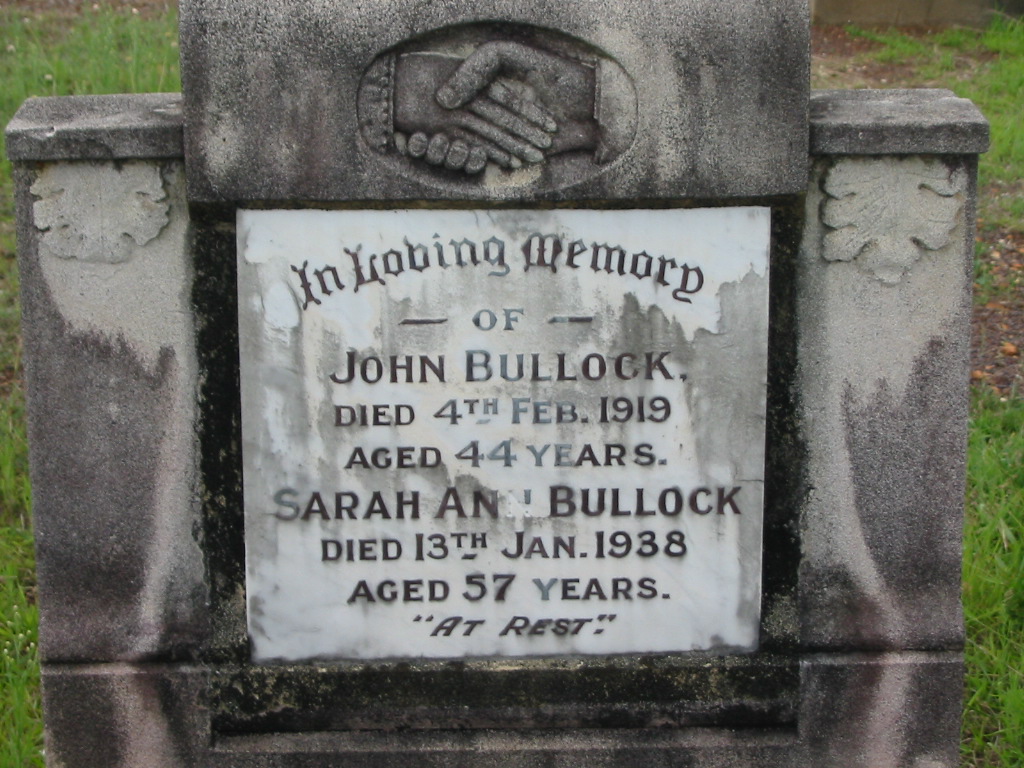 In Loving Memory
— OF —
JOHN BULLOCK,
DIED 4TH FEB. 1919
AGED 44 YEARS.
SARAH ANN BULLOCK
DIED 13TH JAN. 1938
AGED 57 YEARS.
"AT REST."